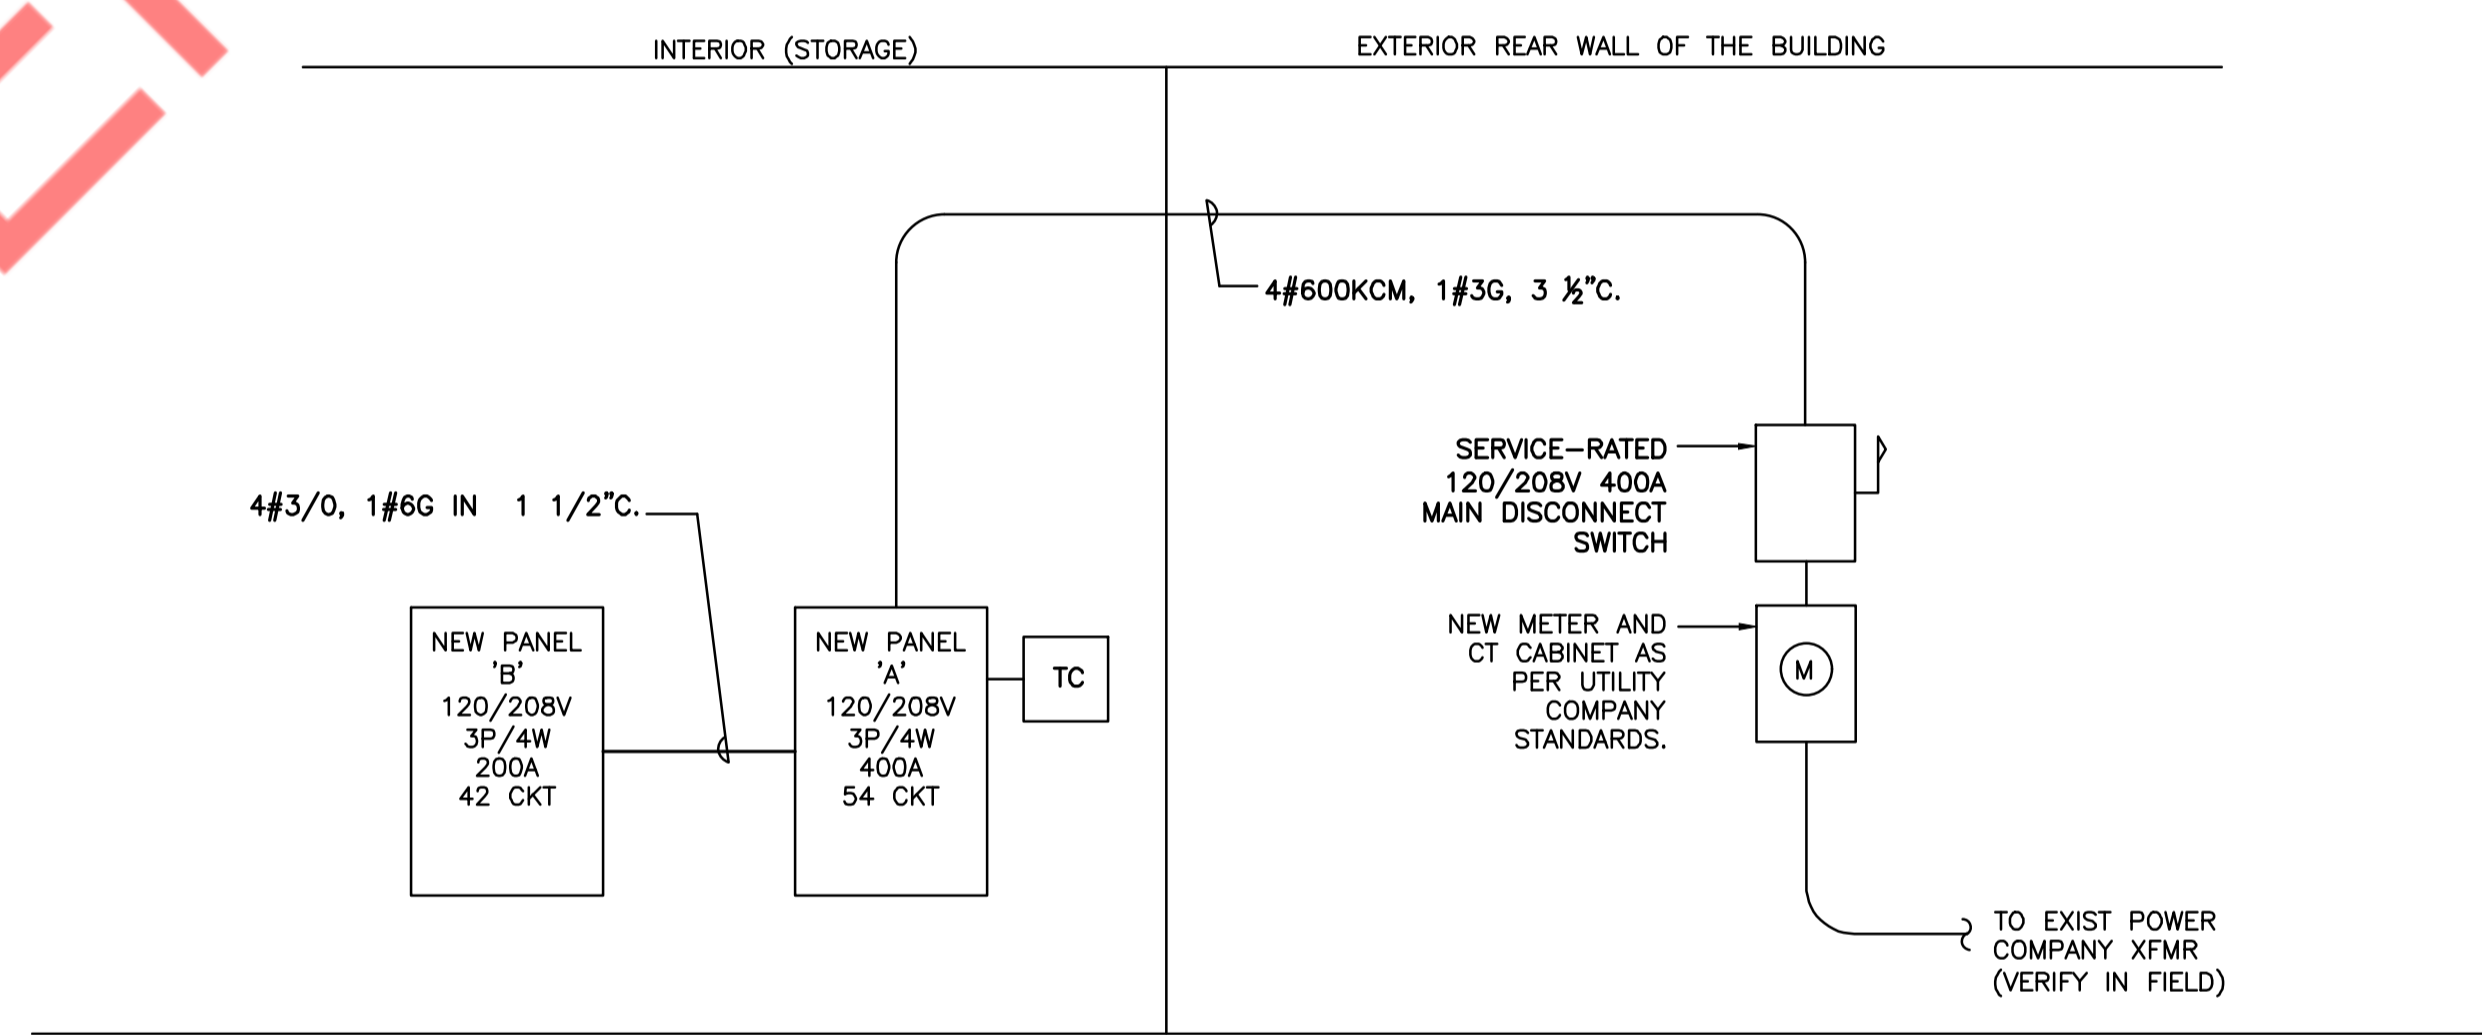 INTERIOR (STORAGE)
EXTERIOR REAR WALL OF THE BUILDING
4#600KCM, 1#3G, 3 ½"C.
SERVICE-RATED
120/208V 400A
MAIN DISCONNECT
SWITCH
4#3/0, 1#6G IN 1 1/2"C.
NEW PANEL
'B'
120/208V
3P/4W
200A
42 CKT
NEW PANEL
'A'
120/208V
3P/4W
400A
54 CKT
TC
NEW METER AND
CT CABINET AS
PER UTILITY
COMPANY
STANDARDS.
M
TO EXIST POWER
COMPANY XFMR
(VERIFY IN FIELD)